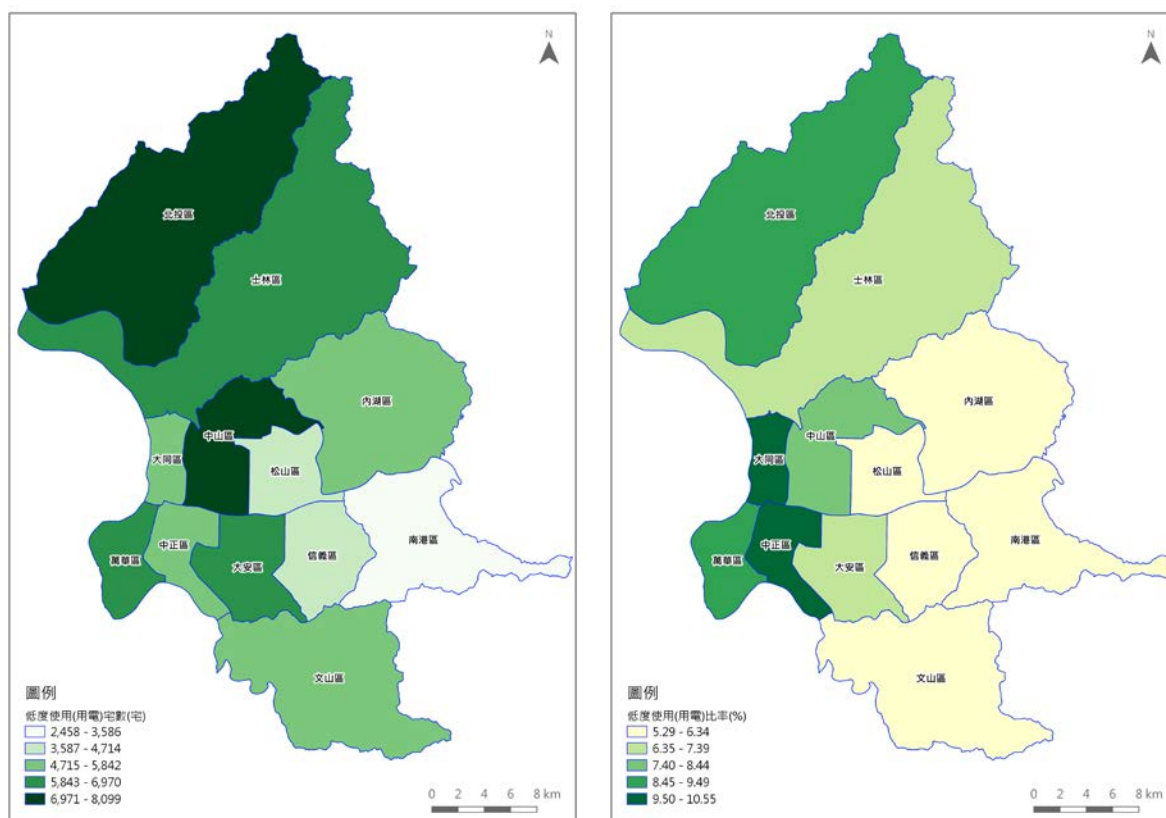 N
北投區
士林區
內湖區
中山區
大同區
松山區
南港區
中正區
萬華區
大安區
信義區
文山區
圖例
低度使用(用電)宅數(宅)
2,458 - 3,586
3,587 - 4,714
4,715 - 5,842
5,843 - 6,970
6,971 - 8,099
0 2 4 6 8 km
N
北投區
士林區
內湖區
中山區
大同區
松山區
南港區
中正區
萬華區
大安區
信義區
文山區
圖例
低度使用(用電)比率(%)
5.29 - 6.34
6.35 - 7.39
7.40 - 8.44
8.45 - 9.49
9.50 - 10.55
0 2 4 6 8 km